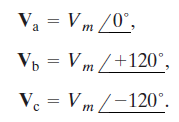 Va = Vm /0°,
Vb = Vm /+120°,
Vc = Vm /−120°.